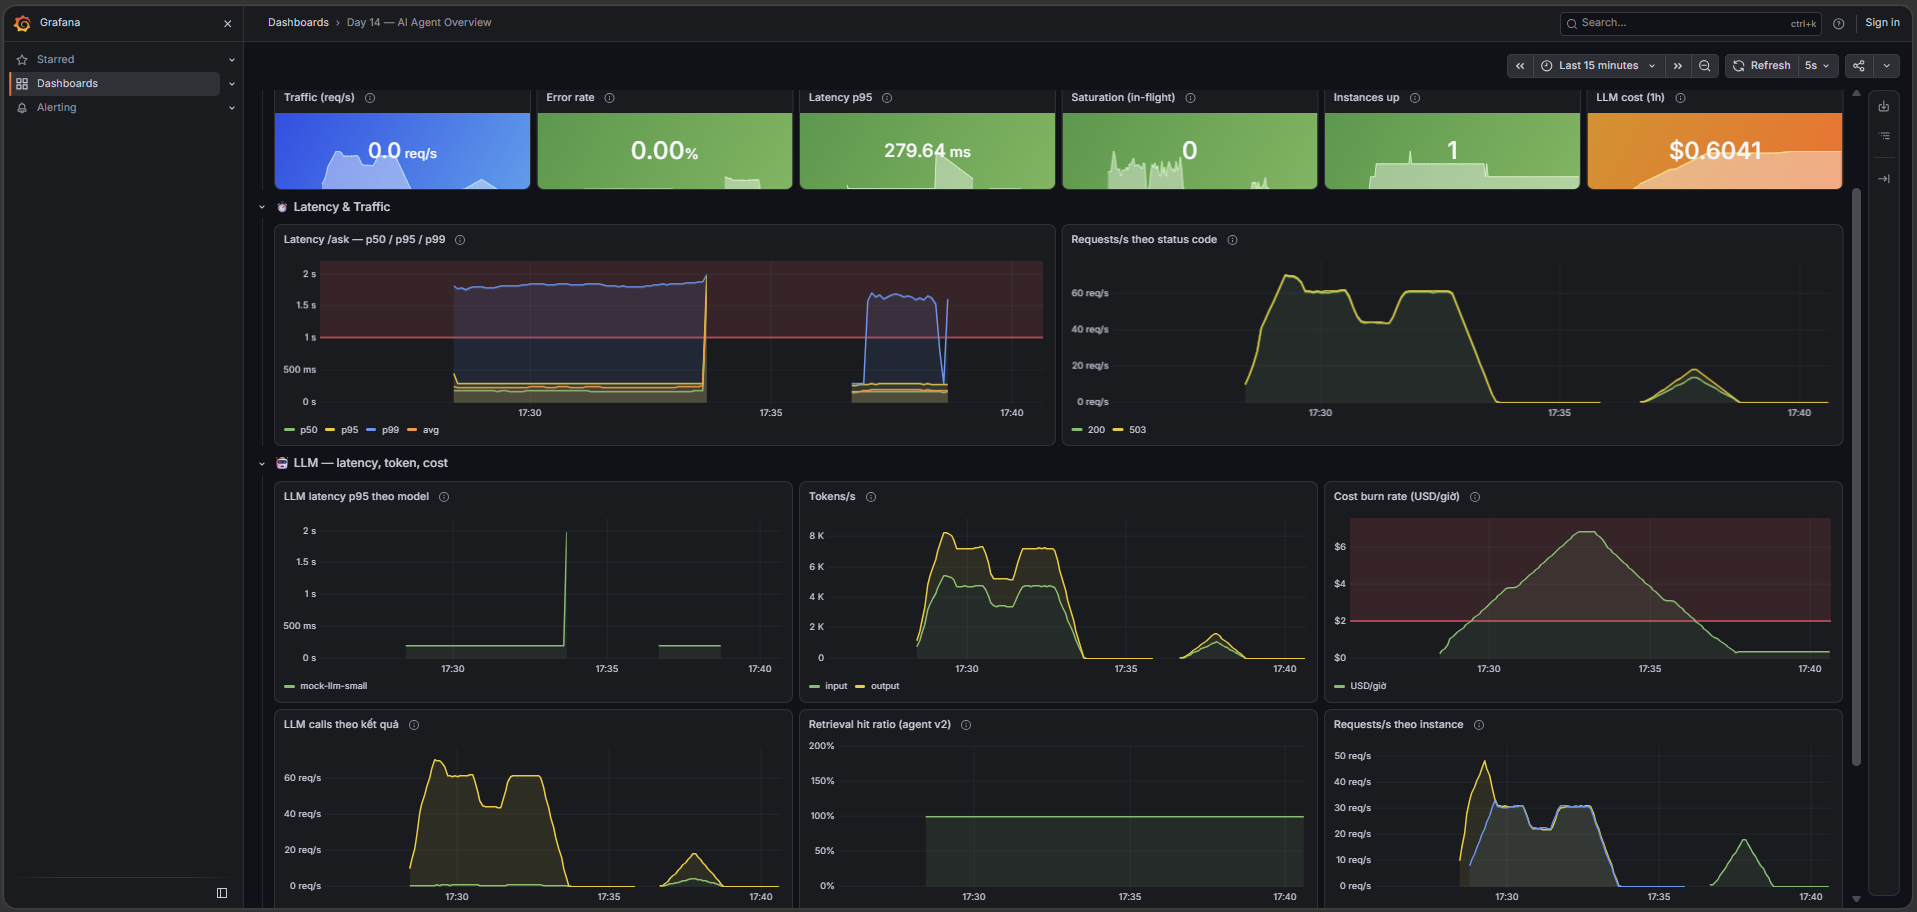 Grafana
Dashboards › Day 14 — AI Agent Overview
Search...
ctrl+k
Sign in
Starred
Dashboards
Alerting
Last 15 minutes
Refresh
5s
Traffic (req/s)
0.0 req/s
Error rate
0.00%
Latency p95
279.64 ms
Saturation (in-flight)
0
Instances up
1
LLM cost (1h)
$0.6041
Latency & Traffic
Latency /ask — p50 / p95 / p99
2 s
1.5 s
1 s
500 ms
0 s
17:30
17:35
17:40
p50
p95
p99
avg
Requests/s theo status code
60 req/s
40 req/s
20 req/s
0 req/s
17:30
17:35
17:40
200
503
LLM — latency, token, cost
LLM latency p95 theo model
2 s
1.5 s
1 s
500 ms
0 s
17:30
17:35
17:40
mock-llm-small
Tokens/s
8 K
6 K
4 K
2 K
0
17:30
17:35
17:40
input
output
Cost burn rate (USD/giờ)
$6
$4
$2
$0
17:30
17:35
17:40
USD/giờ
LLM calls theo kết quả
60 req/s
40 req/s
20 req/s
0 req/s
17:30
17:35
17:40
Retrieval hit ratio (agent v2)
200%
150%
100%
50%
0%
17:30
17:35
17:40
Requests/s theo instance
50 req/s
40 req/s
30 req/s
20 req/s
10 req/s
0 req/s
17:30
17:35
17:40